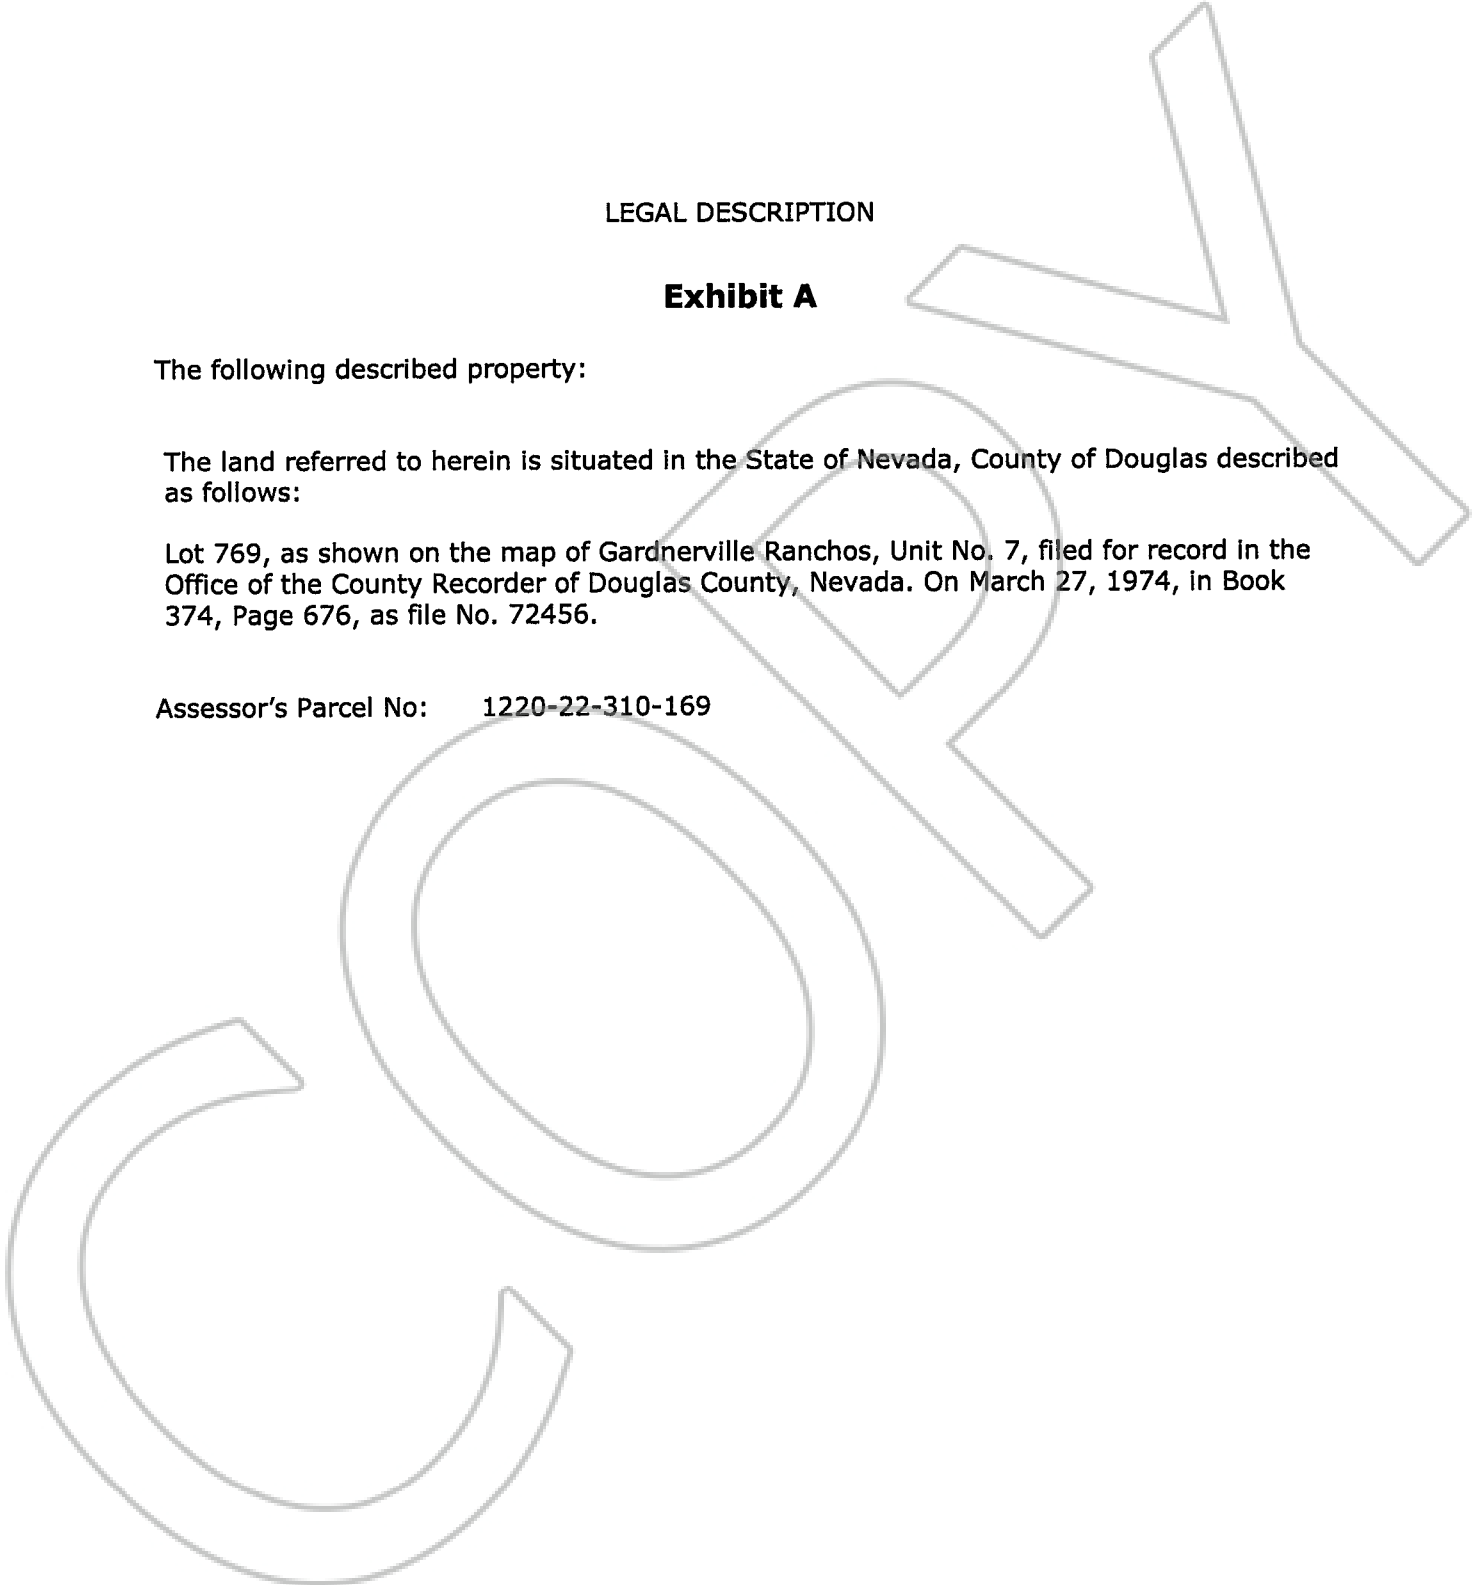 LEGAL DESCRIPTION
Exhibit A
The following described property:
The land referred to herein is situated in the State of Nevada, County of Douglas described
as follows:
Lot 769, as shown on the map of Gardnerville Ranchos, Unit No. 7, filed for record in the
Office of the County Recorder of Douglas County, Nevada. On March 27, 1974, in Book
374, Page 676, as file No. 72456.
Assessor's Parcel No: 1220-22-310-169
COPY